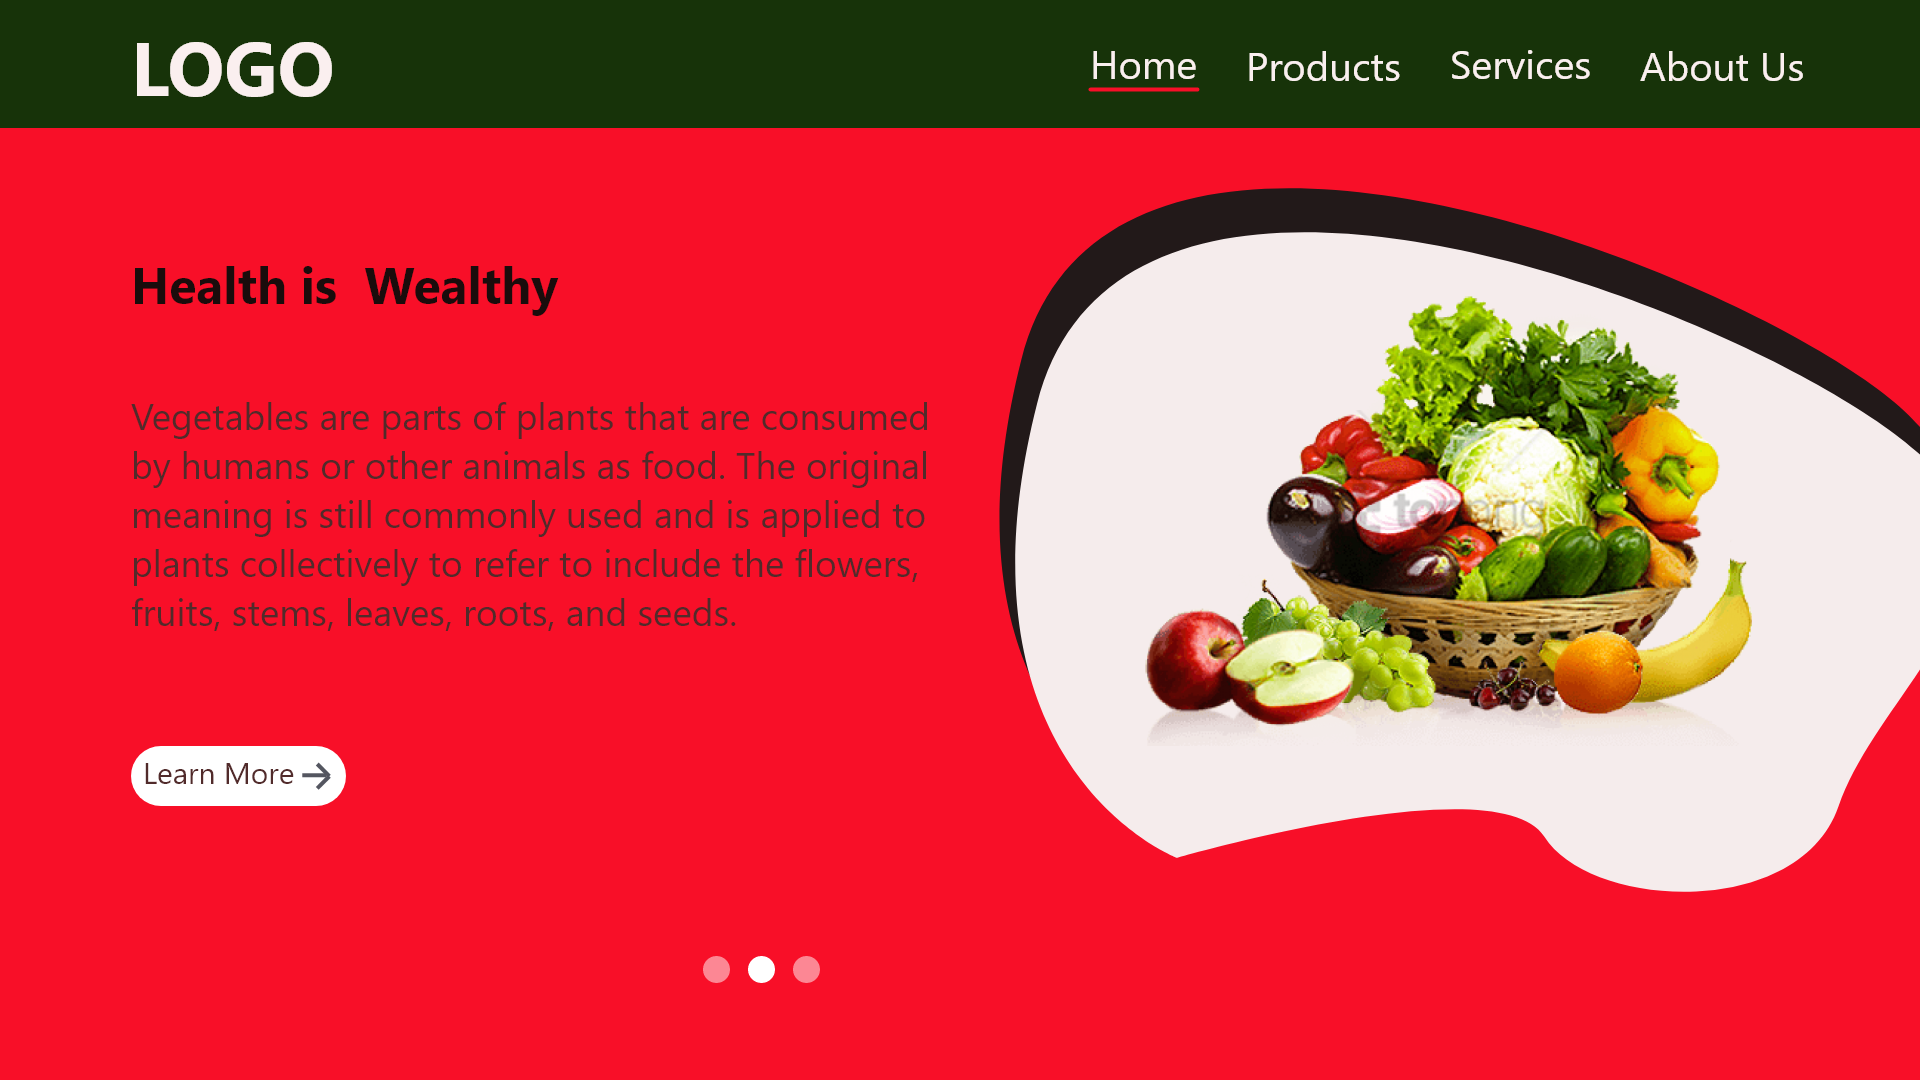 LOGO
Home Products Services About Us
Health is  Wealthy
Vegetables are parts of plants that are consumed
by humans or other animals as food. The original
meaning is still commonly used and is applied to
plants collectively to refer to include the flowers,
fruits, stems, leaves, roots, and seeds.
Learn More